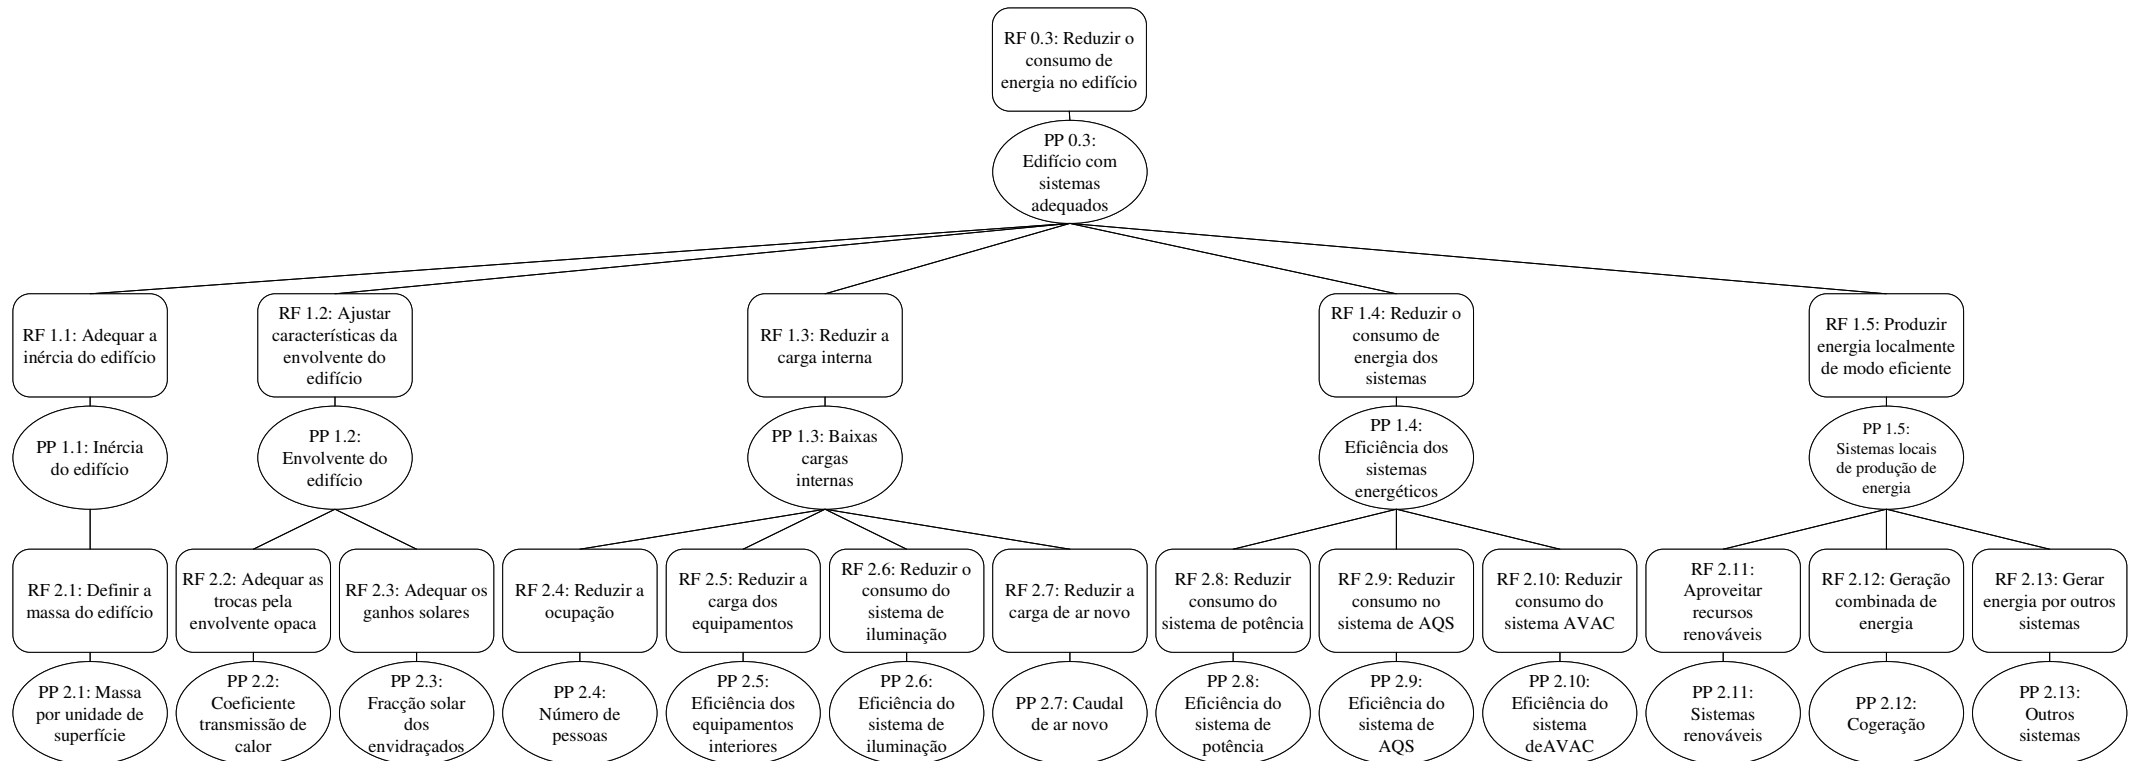 RF 0.3: Reduzir o
consumo de
energia no edifício
PP 0.3:
Edifício com
sistemas
adequados
RF 1.1: Adequar a
inércia do edifício
RF 1.2: Ajustar
características da
envolvente do
edifício
RF 1.3: Reduzir a
carga interna
RF 1.4: Reduzir o
consumo de
energia dos
sistemas
RF 1.5: Produzir
energia localmente
de modo eficiente
PP 1.1: Inércia
do edifício
PP 1.2:
Envolvente do
edifício
PP 1.3: Baixas
cargas
internas
PP 1.4:
Eficiência dos
sistemas
energéticos
PP 1.5:
Sistemas locais
de produção de
energia
RF 2.1: Definir a
massa do edifício
RF 2.2: Adequar as
trocas pela
envolvente opaca
RF 2.3: Adequar os
ganhos solares
RF 2.4: Reduzir a
ocupação
RF 2.5: Reduzir a
carga dos
equipamentos
RF 2.6: Reduzir o
consumo do
sistema de
iluminação
RF 2.7: Reduzir a
carga de ar novo
RF 2.8: Reduzir
consumo do
sistema de potência
RF 2.9: Reduzir
consumo no
sistema de AQS
RF 2.10: Reduzir
consumo do
sistema AVAC
RF 2.11:
Aproveitar
recursos
renováveis
RF 2.12: Geração
combinada de
energia
RF 2.13: Gerar
energia por outros
sistemas
PP 2.1: Massa
por unidade de
superfície
PP 2.2:
Coeficiente
transmissão de
calor
PP 2.3:
Fracção solar
dos
envidraçados
PP 2.4:
Número de
pessoas
PP 2.5:
Eficiência dos
equipamentos
interiores
PP 2.6:
Eficiência do
sistema de
iluminação
PP 2.7: Caudal
de ar novo
PP 2.8:
Eficiência do
sistema de
potência
PP 2.9:
Eficiência do
sistema de
AQS
PP 2.10:
Eficiência do
sistema
deAVAC
PP 2.11:
Sistemas
renováveis
PP 2.12:
Cogeração
PP 2.13:
Outros
sistemas